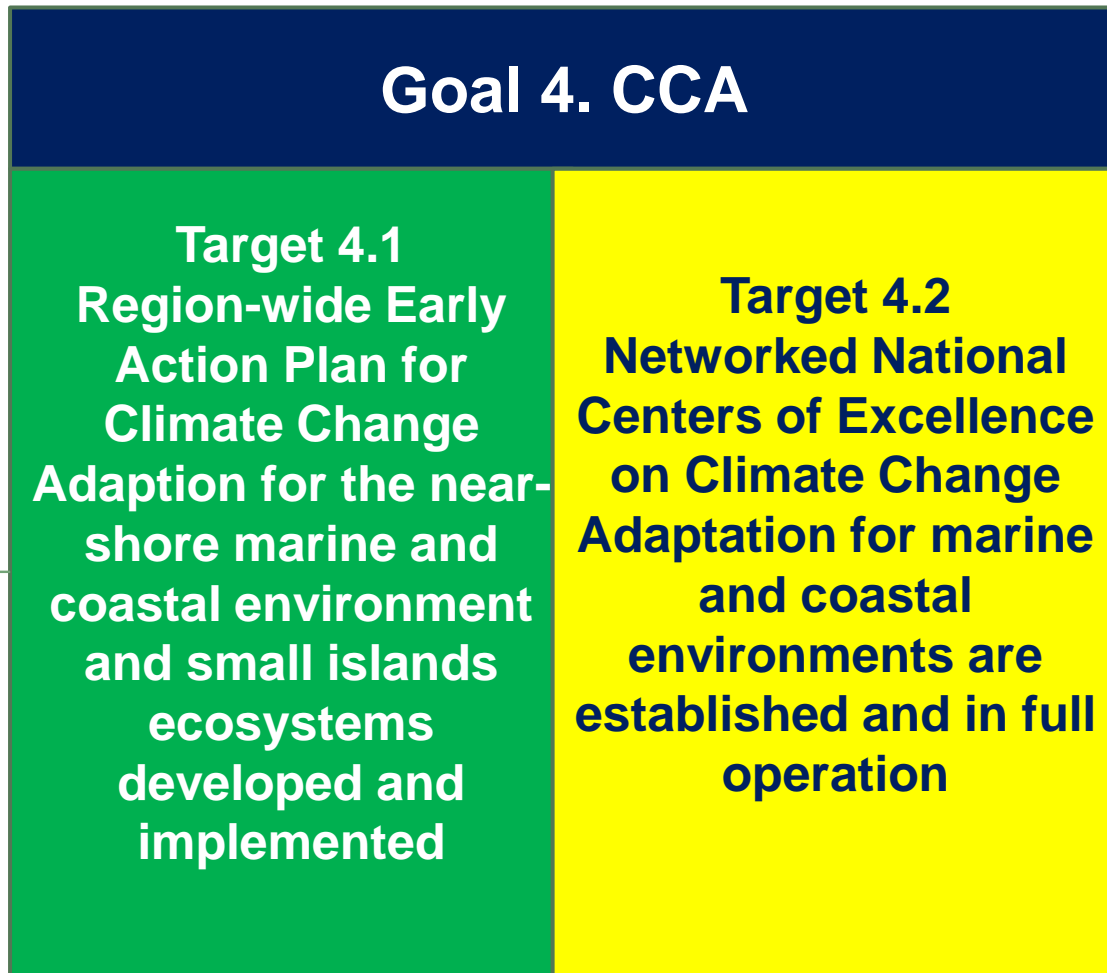 Goal 4. CCA
Target 4.1
Region-wide Early
Action Plan for
Climate Change
Adaption for the near-
shore marine and
coastal environment
and small islands
ecosystems
developed and
implemented
Target 4.2
Networked National
Centers of Excellence
on Climate Change
Adaptation for marine
and coastal
environments are
established and in full
operation